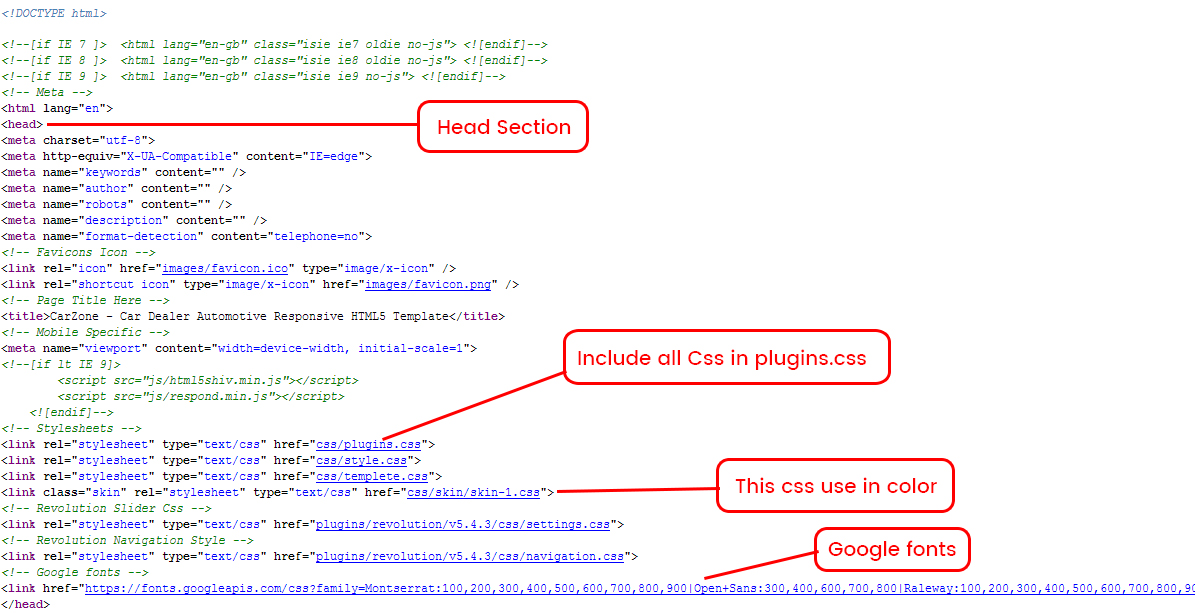 <!DOCTYPE html>
<!--[if IE 7 ]>  <html lang="en-gb" class="isie ie7 oldie no-js"> <![endif]-->
<!--[if IE 8 ]>  <html lang="en-gb" class="isie ie8 oldie no-js"> <![endif]-->
<!--[if IE 9 ]>  <html lang="en-gb" class="isie ie9 no-js"> <![endif]-->
<!-- Meta -->
<html lang="en">
<head>
Head Section
<meta charset="utf-8">
<meta http-equiv="X-UA-Compatible" content="IE=edge">
<meta name="keywords" content="" />
<meta name="author" content="" />
<meta name="robots" content="" />
<meta name="description" content="" />
<meta name="format-detection" content="telephone=no">
<!-- Favicons Icon -->
<link rel="icon" href="images/favicon.ico" type="image/x-icon" />
<link rel="shortcut icon" type="image/x-icon" href="images/favicon.png" />
<!-- Page Title Here -->
<title>CarZone - Car Dealer Automotive Responsive HTML5 Template</title>
<!-- Mobile Specific -->
<meta name="viewport" content="width=device-width, initial-scale=1">
Include all Css in plugins.css
<!--[if lt IE 9]>
        <script src="js/html5shiv.min.js"></script>
        <script src="js/respond.min.js"></script>
    <![endif]-->
<!-- Stylesheets -->
<link rel="stylesheet" type="text/css" href="css/plugins.css">
<link rel="stylesheet" type="text/css" href="css/style.css">
<link rel="stylesheet" type="text/css" href="css/templete.css">
<link class="skin" rel="stylesheet" type="text/css" href="css/skin/skin-1.css">
This css use in color
<!-- Revolution Slider Css -->
<link rel="stylesheet" type="text/css" href="plugins/revolution/v5.4.3/css/settings.css">
<!-- Revolution Navigation Style -->
<link rel="stylesheet" type="text/css" href="plugins/revolution/v5.4.3/css/navigation.css">
Google fonts
<!-- Google fonts -->
<link href="https://fonts.googleapis.com/css?family=Montserrat:100,200,300,400,500,600,700,800,900|Open+Sans:300,400,600,700,800|Raleway:100,200,300,400,500,600,700,800,90
</head>